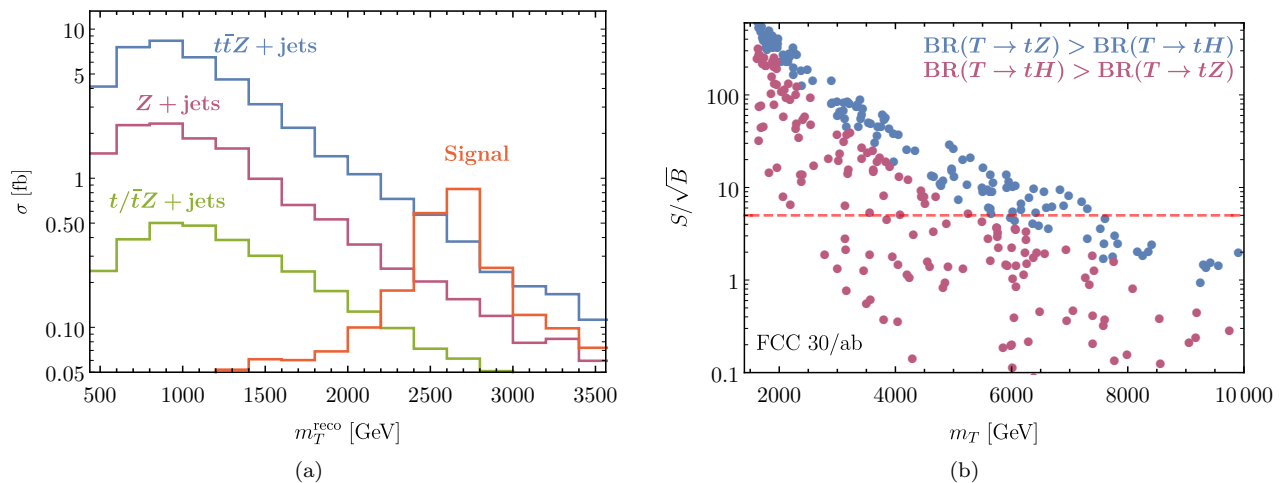 10
5
1
0.50
0.10
0.05
σ [fb]
tt̄Z + jets
Z + jets
t/t̄Z + jets
Signal
500 1000 1500 2000 2500 3000 3500
m_T^reco [GeV]
(a)
100
10
1
0.1
S/√B
BR(T → tZ) > BR(T → tH)
BR(T → tH) > BR(T → tZ)
FCC 30/ab
2000 4000 6000 8000 10 000
m_T [GeV]
(b)